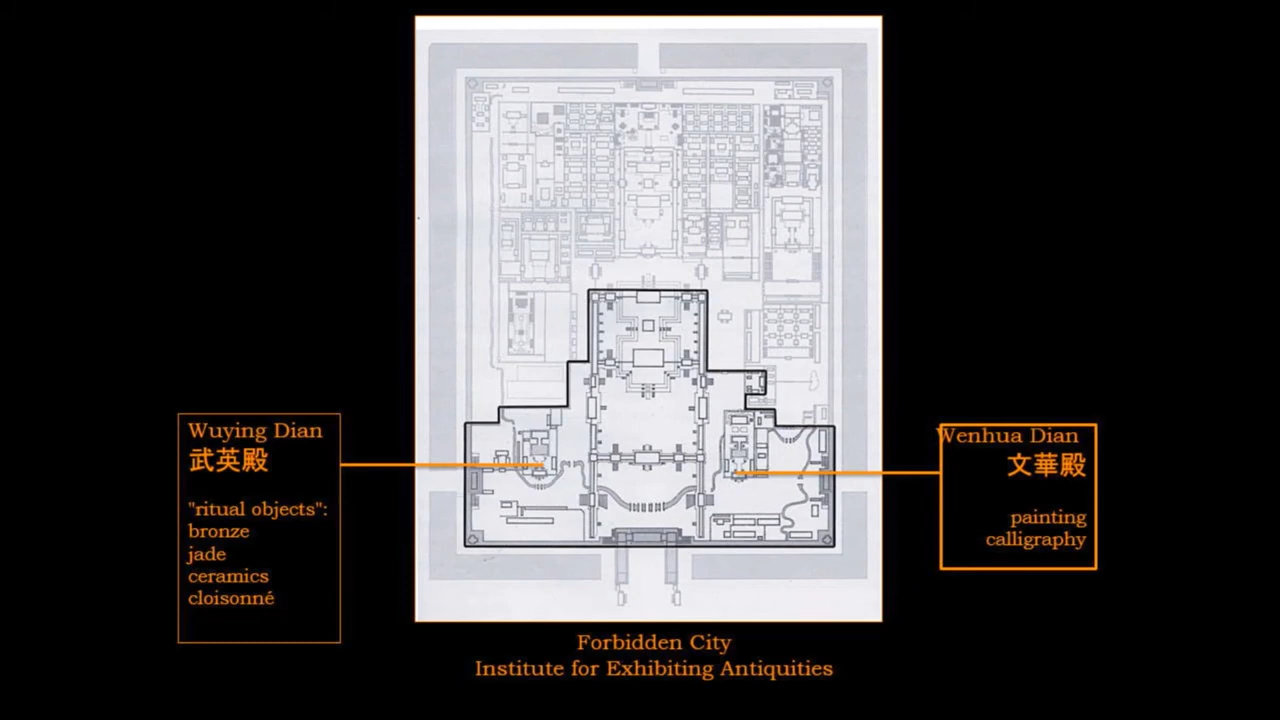 Wuying Dian
武英殿
"ritual objects":
bronze
jade
ceramics
cloisonné
Wenhua Dian
文華殿
painting
calligraphy
Forbidden City
Institute for Exhibiting Antiquities